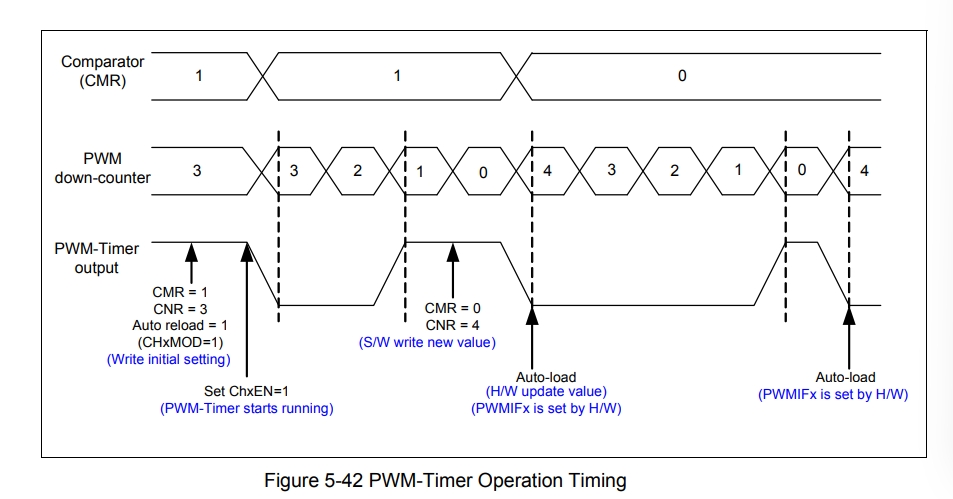 Comparator
(CMR)
1
1
0
PWM
down-counter
3
3
2
1
0
4
3
2
1
0
4
PWM-Timer
output
CMR = 1
CNR = 3
Auto reload = 1
(CHxMOD=1)
(Write initial setting)
Set ChxEN=1
(PWM-Timer starts running)
CMR = 0
CNR = 4
(S/W write new value)
Auto-load
(H/W update value)
(PWMIFx is set by H/W)
Auto-load
(PWMIFx is set by H/W)
Figure 5-42 PWM-Timer Operation Timing